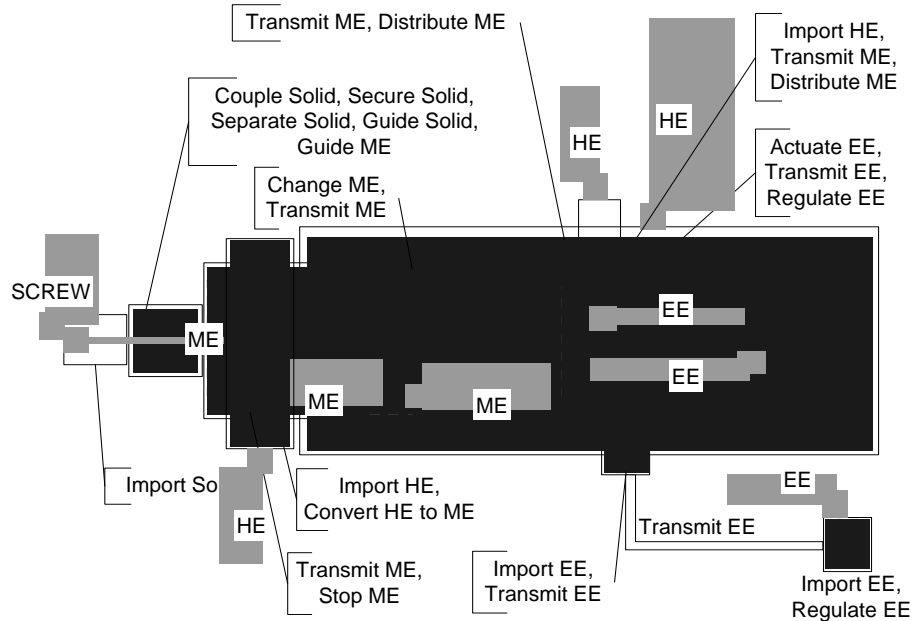 Transmit ME, Distribute ME
Import HE,
Transmit ME,
Distribute ME
Couple Solid, Secure Solid,
Separate Solid, Guide Solid,
Guide ME
HE
HE
Actuate EE,
Transmit EE,
Regulate EE
Change ME,
Transmit ME
SCREW
ME
EE
EE
ME
ME
Import So
HE
Import HE,
Convert HE to ME
EE
Transmit EE
Transmit ME,
Stop ME
Import EE,
Transmit EE
Import EE,
Regulate EE